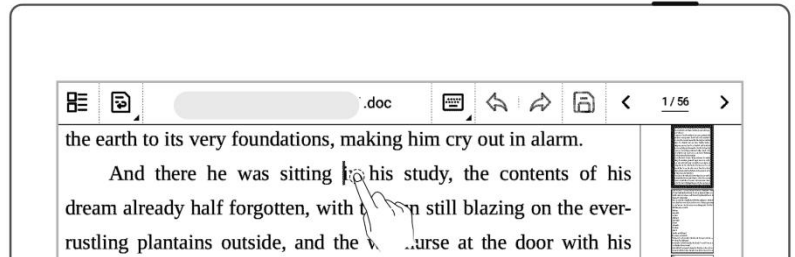 .doc
1 / 56
the earth to its very foundations, making him cry out in alarm.
And there he was sitting his study, the contents of his
dream already half forgotten, with still blazing on the ever-
rustling plantains outside, and the at the door with his